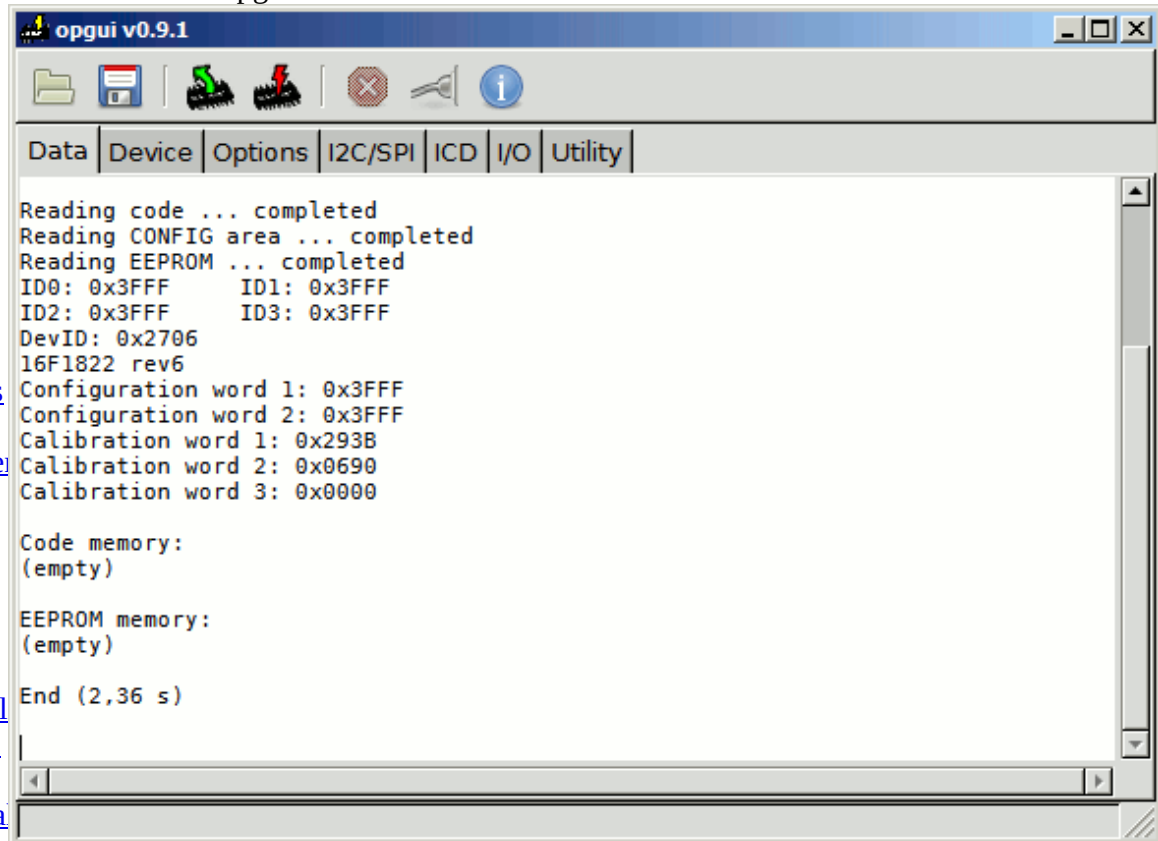 opgui v0.9.1
Data Device Options I2C/SPI ICD I/O Utility
Reading code ... completed
Reading CONFIG area ... completed
Reading EEPROM ... completed
ID0: 0x3FFF ID1: 0x3FFF
ID2: 0x3FFF ID3: 0x3FFF
DevID: 0x2706
16F1822 rev6
Configuration word 1: 0x3FFF
Configuration word 2: 0x3FFF
Calibration word 1: 0x293B
Calibration word 2: 0x0690
Calibration word 3: 0x0000
Code memory:
(empty)
EEPROM memory:
(empty)
End (2,36 s)